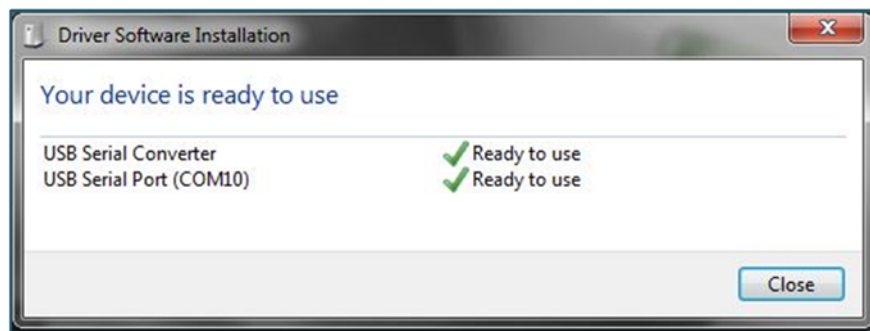 Driver Software Installation
Your device is ready to use
USB Serial Converter Ready to use
USB Serial Port (COM10) Ready to use
Close